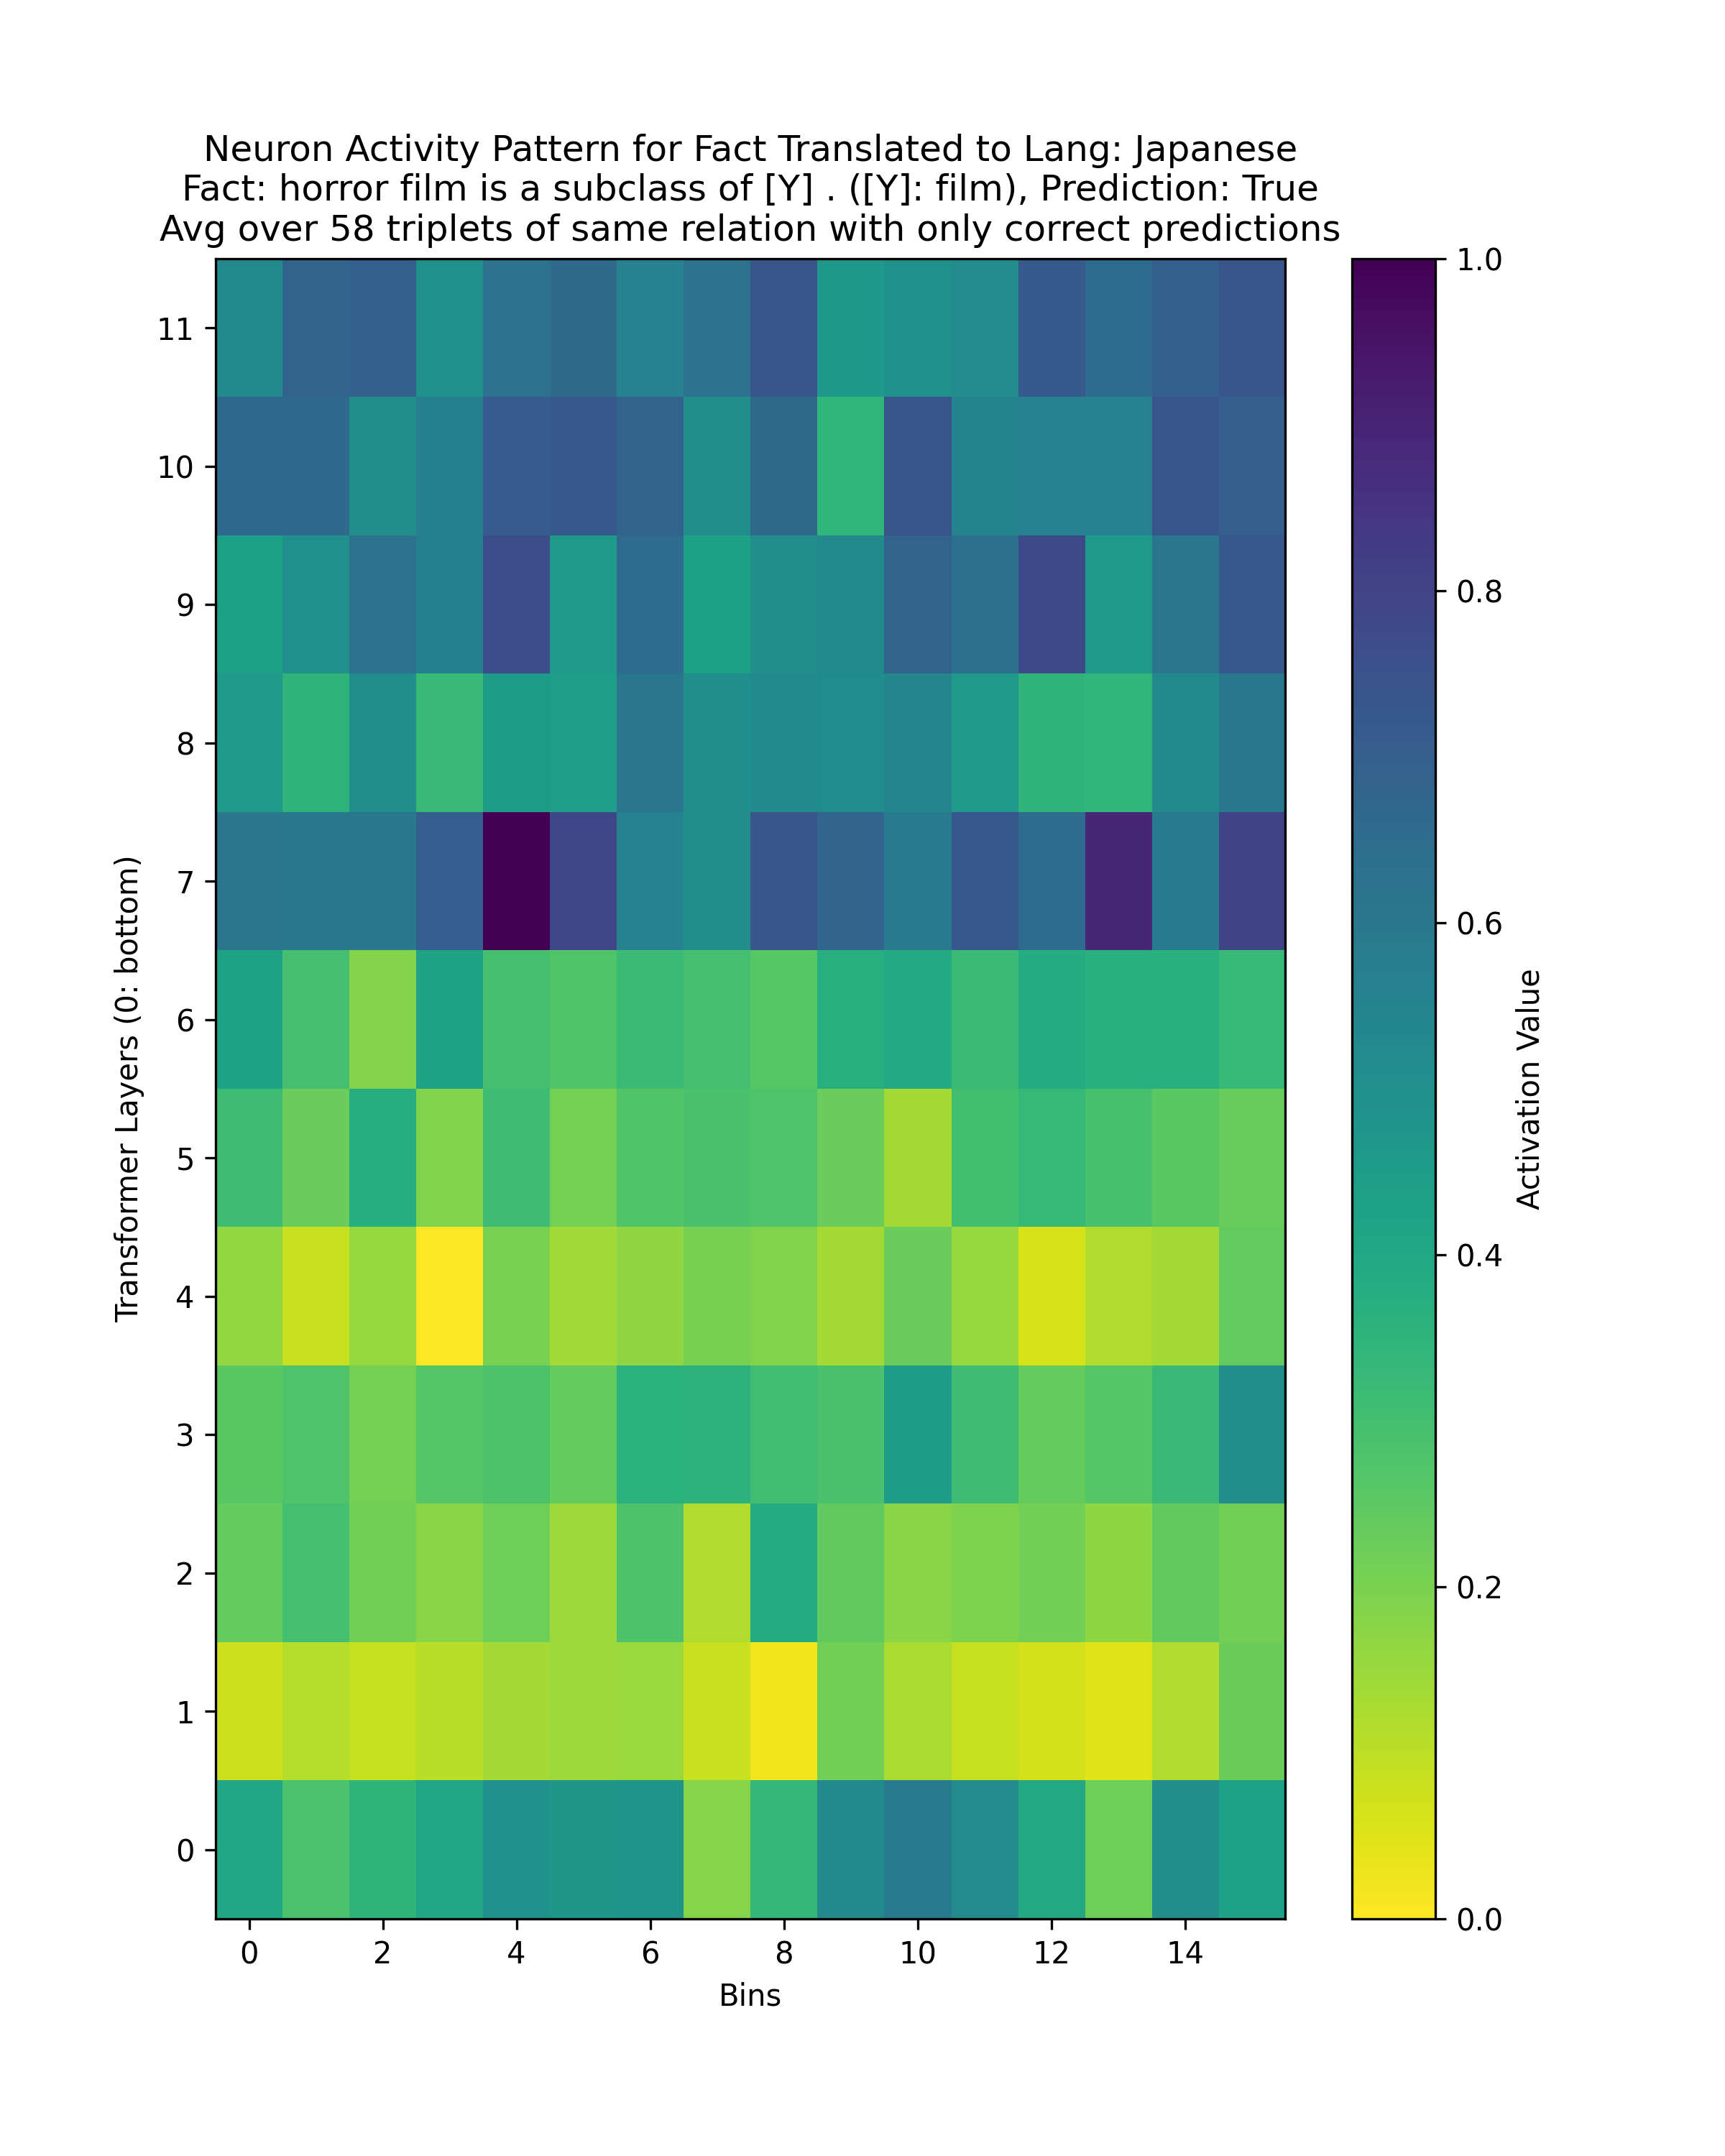 Neuron Activity Pattern for Fact Translated to Lang: Japanese
Fact: horror film is a subclass of [Y] . ([Y]: film), Prediction: True
Avg over 58 triplets of same relation with only correct predictions
11
10
9
8
7
6
5
4
3
2
1
0
Transformer Layers (0: bottom)
0 2 4 6 8 10 12 14
Bins
1.0
0.8
0.6
0.4
0.2
0.0
Activation Value